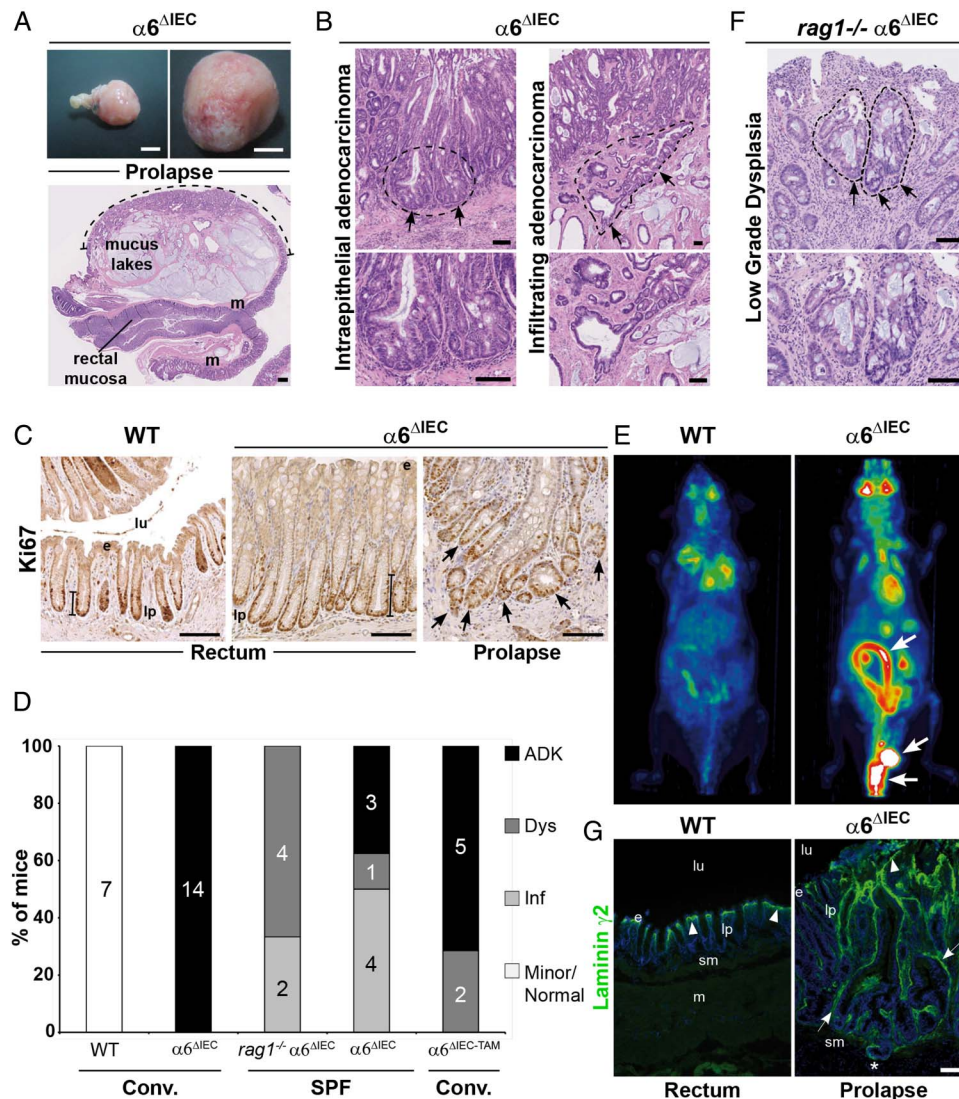 A
α6ΔIEC
Prolapse
mucus
lakes
m
rectal
mucosa
m
B
α6ΔIEC
Intraepithelial adenocarcinoma
Infiltrating adenocarcinoma
F
rag1-/- α6ΔIEC
Low Grade Dysplasia
C
WT
α6ΔIEC
Ki67
lu
e
lp
e
lp
Rectum
Prolapse
D
% of mice
100
80
60
40
20
0
7
14
4
2
3
1
4
5
2
ADK
Dys
Inf
Minor/
Normal
WT
α6ΔIEC
rag1-/- α6ΔIEC
α6ΔIEC
α6ΔIEC-TAM
Conv.
SPF
Conv.
E
WT
α6ΔIEC
G
WT
α6ΔIEC
Laminin γ2
lu
e
lp
sm
m
lu
e
lp
sm
*
Rectum
Prolapse